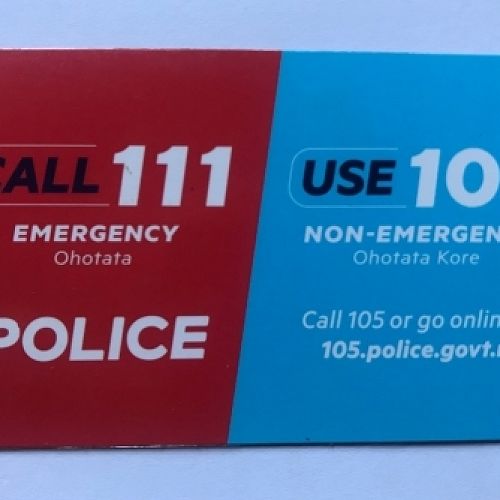 CALL 111
EMERGENCY
Ohotata
POLICE
USE 10
NON-EMERGEN
Ohotata Kore
Call 105 or go onlin
105.police.govt.